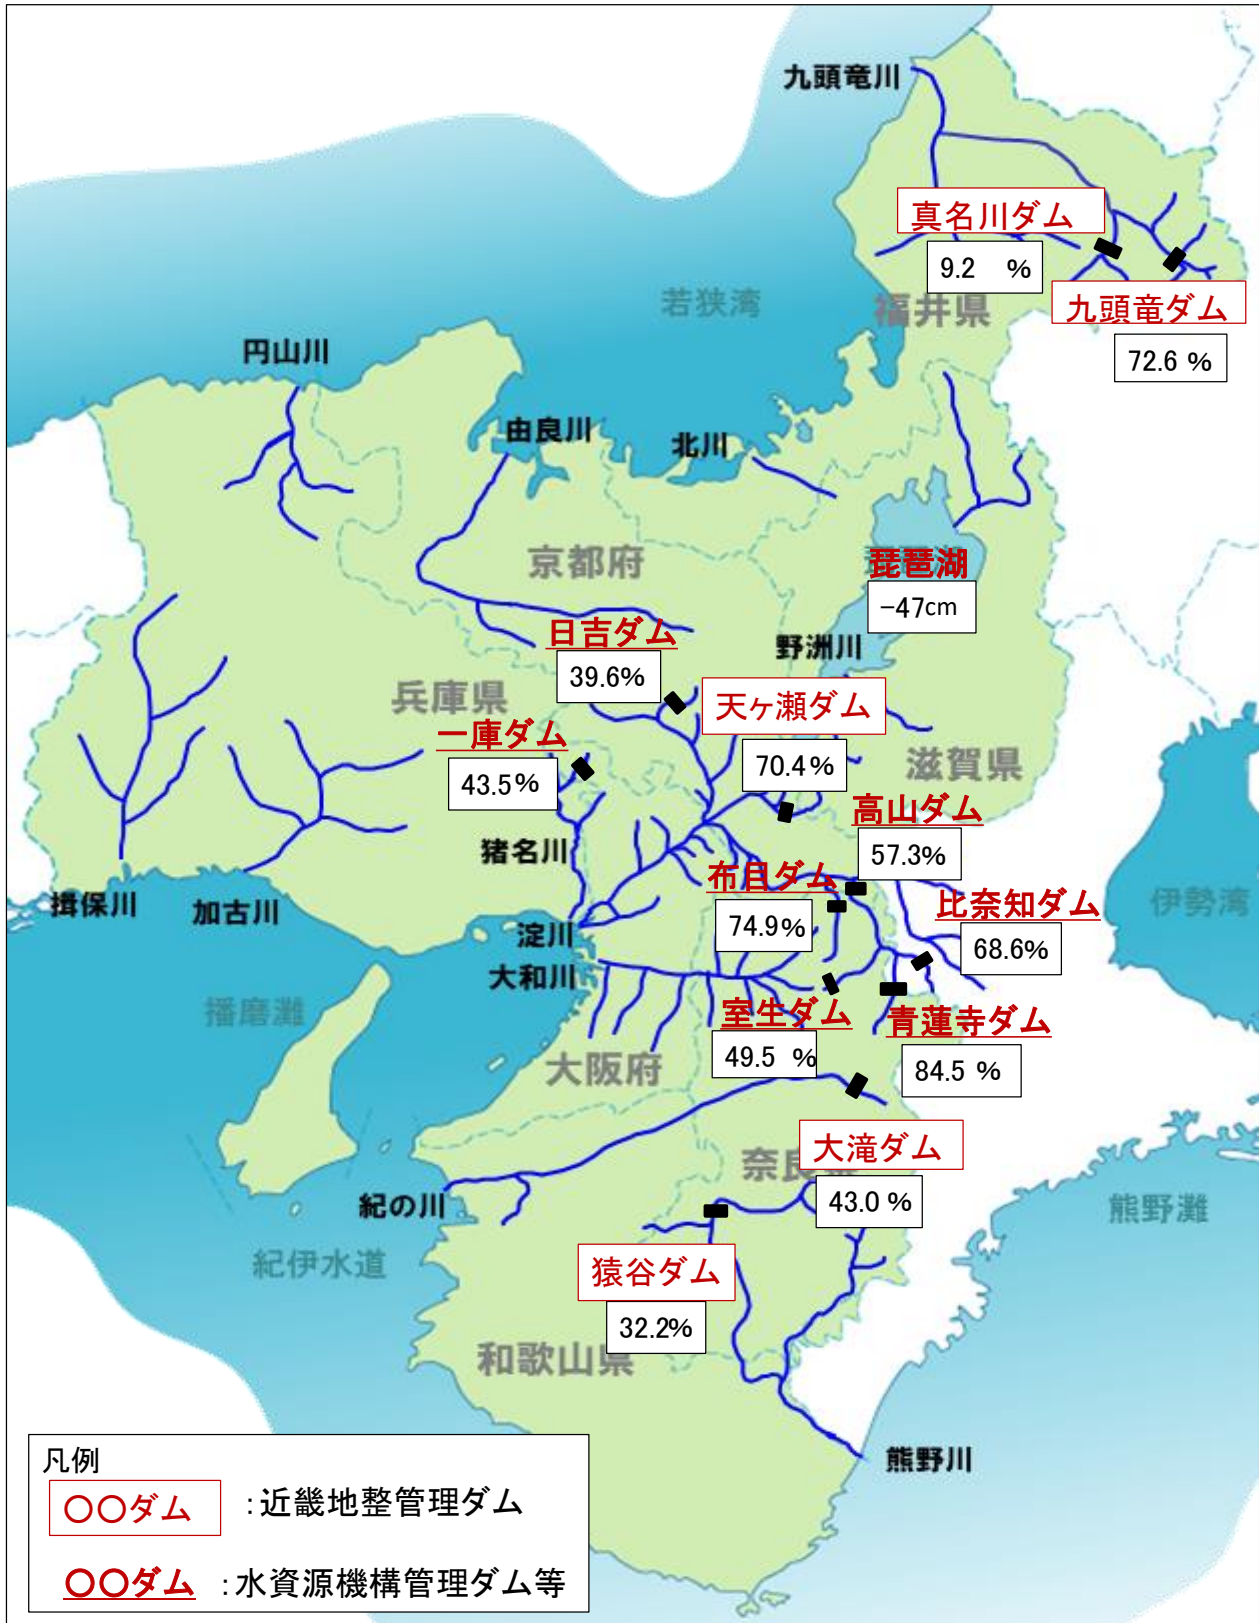 九頭竜川
真名川ダム
9.2 %
若狭湾
福井県
九頭竜ダム
72.6 %
円山川
由良川
北川
京都府
琵琶湖
−47cm
日吉ダム
39.6%
野洲川
兵庫県
天ヶ瀬ダム
70.4%
一庫ダム
43.5%
滋賀県
高山ダム
57.3%
猪名川
布目ダム
74.9%
比奈知ダム
68.6%
揖保川
加古川
伊勢湾
淀川
大和川
播磨灘
室生ダム
49.5 %
青蓮寺ダム
84.5 %
大阪府
大滝ダム
43.0 %
奈良県
紀の川
熊野灘
紀伊水道
猿谷ダム
32.2%
和歌山県
熊野川
凡例
〇〇ダム :近畿地整管理ダム
〇〇ダム :水資源機構管理ダム等